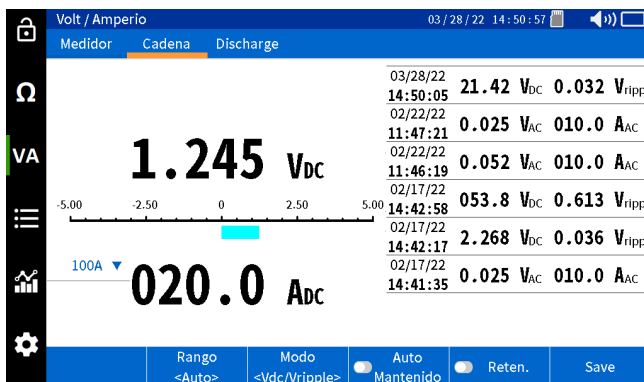 Volt / Amperio
03/28/22 14:50:57
Medidor Cadena Discharge
Ω
VA
1.245 VDC
-5.00 -2.50 0 2.50 5.00
100A ▼
020.0 ADC
03/28/22
14:50:05 21.42 VDC 0.032 Vripp
02/22/22
11:47:21 0.025 VAC 010.0 AAC
02/22/22
11:46:19 0.052 VAC 010.0 AAC
02/17/22
14:42:58 053.8 VDC 0.613 Vripp
02/17/22
14:42:17 2.268 VDC 0.036 Vripp
02/17/22
14:41:35 0.025 VAC 010.0 AAC
Rango
<Auto>
Modo
<Vdc/Vripple>
Auto
Mantenido
Reten.
Save